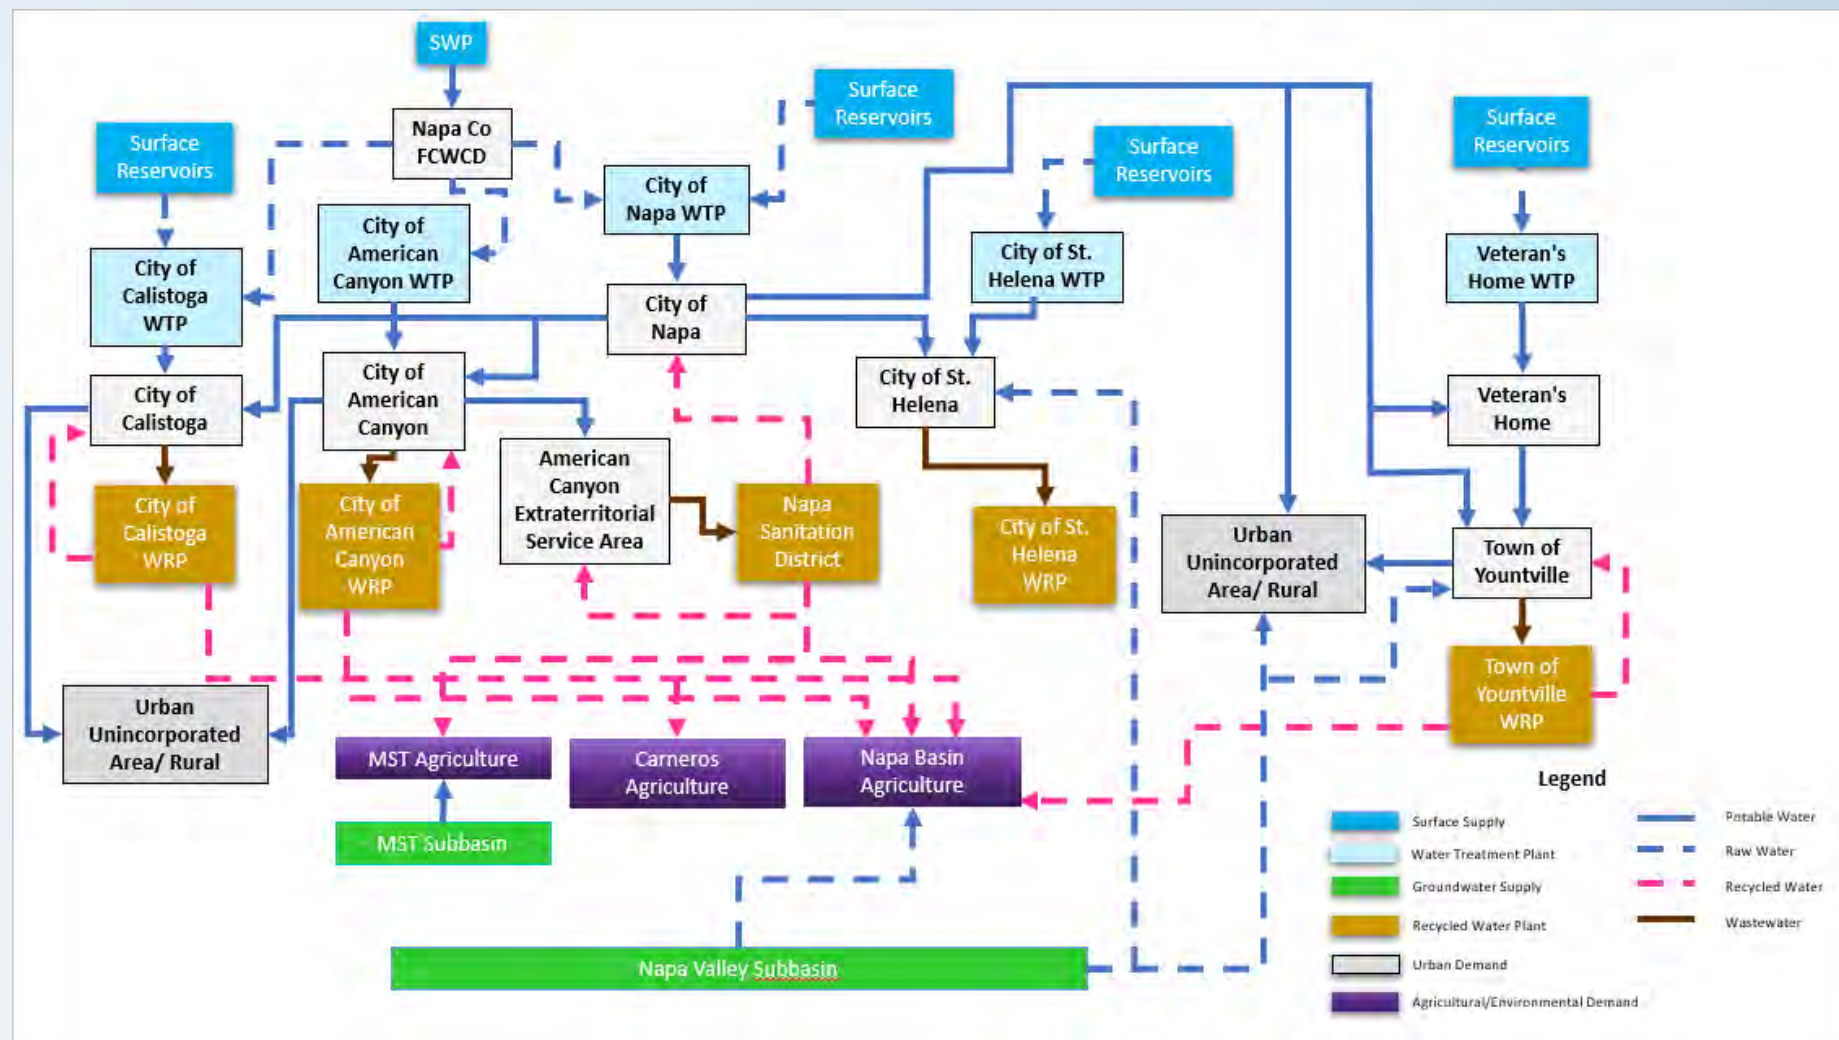 SWP
Napa Co
FCWCD
Surface
Reservoirs
Surface
Reservoirs
Surface
Reservoirs
Surface
Reservoirs
City of
Napa WTP
City of
American
Canyon WTP
City of
Calistoga
WTP
City of St.
Helena WTP
Veteran's
Home WTP
City of
Napa
City of
Calistoga
City of
American
Canyon
City of St.
Helena
Veteran's
Home
American
Canyon
Extraterritorial
Service Area
City of
Calistoga
WRP
City of
American
Canyon
WRP
Napa
Sanitation
District
City of St.
Helena
WRP
Urban
Unincorporated
Area/ Rural
Town of
Yountville
Town of
Yountville
WRP
Urban
Unincorporated
Area/ Rural
MST Agriculture
Carneros
Agriculture
Napa Basin
Agriculture
MST Subbasin
Napa Valley Subbasin
Legend
Surface Supply
Water Treatment Plant
Groundwater Supply
Recycled Water Plant
Urban Demand
Agricultural/Environmental Demand
Potable Water
Raw Water
Recycled Water
Wastewater